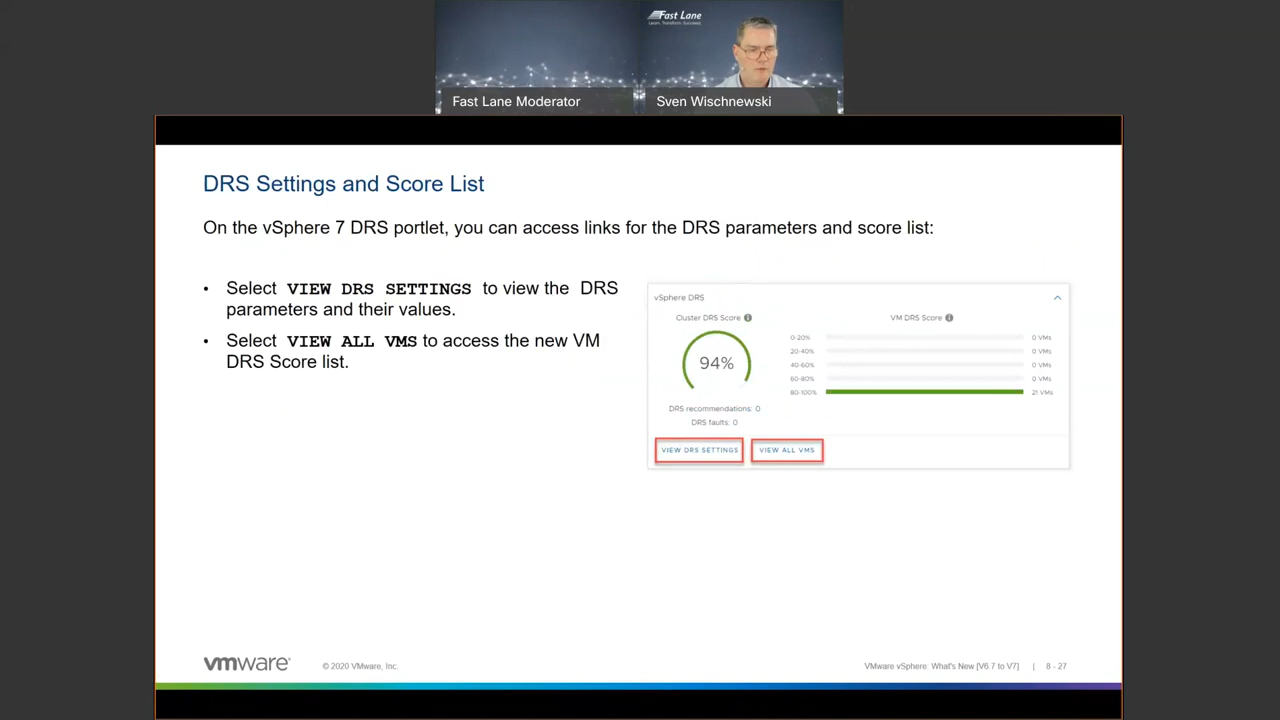 Fast Lane
Learn. Transform. Succeed.
Fast Lane Moderator
Sven Wischnewski
DRS Settings and Score List
On the vSphere 7 DRS portlet, you can access links for the DRS parameters and score list:
• Select VIEW DRS SETTINGS to view the DRS
parameters and their values.
• Select VIEW ALL VMS to access the new VM
DRS Score list.
vSphere DRS
Cluster DRS Score
94%
DRS recommendations: 0
DRS faults: 0
VM DRS Score
0-20% 0 VMs
20-40% 0 VMs
40-60% 0 VMs
60-80% 0 VMs
80-100% 21 VMs
VIEW DRS SETTINGS VIEW ALL VMS
vmware®
© 2020 VMware, Inc.
VMware vSphere: What's New [V6.7 to V7] | 8 - 27